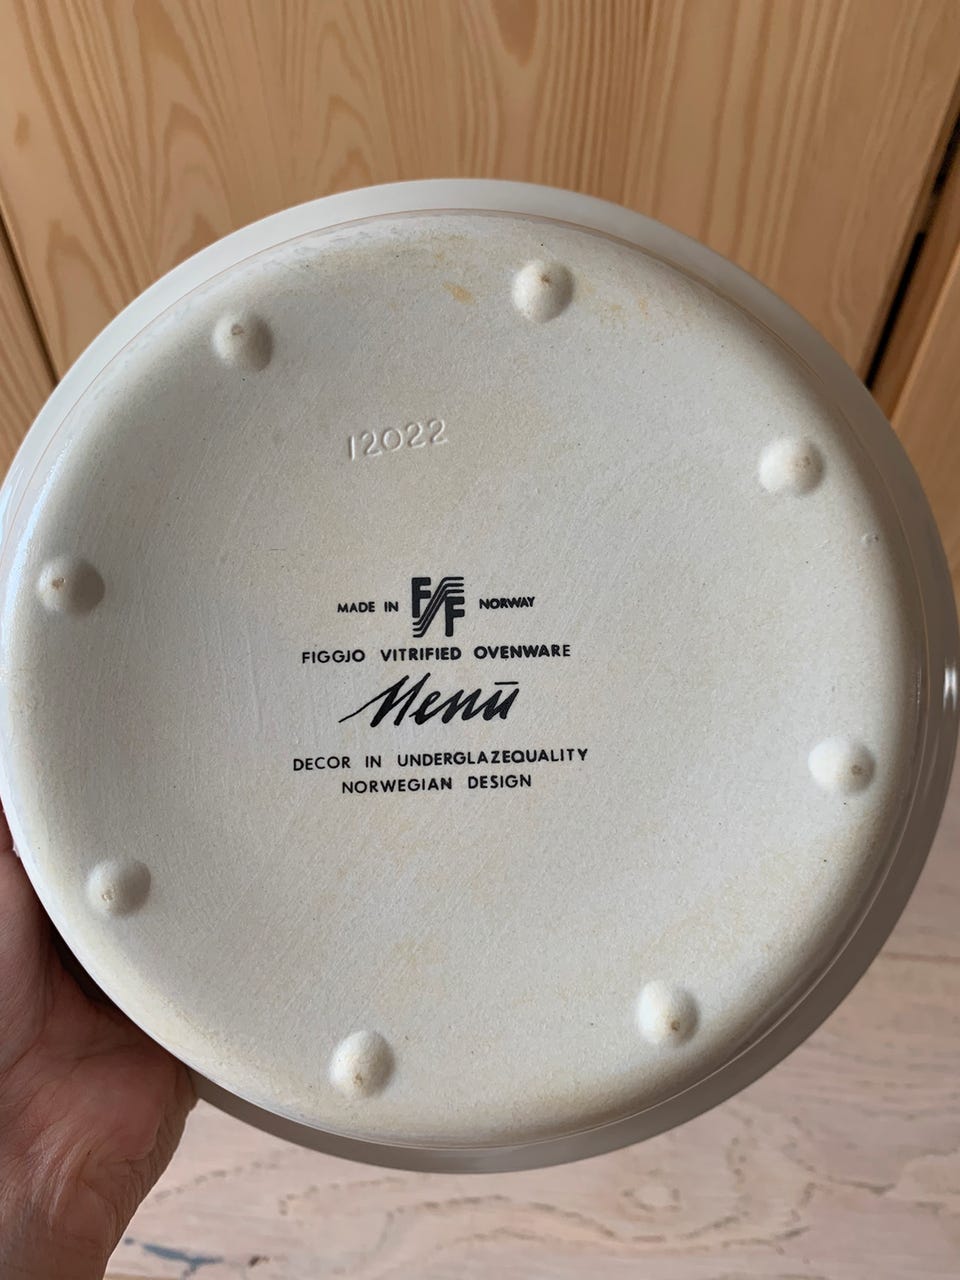 12022
MADE IN FF NORWAY
FIGGJO VITRIFIED OVENWARE
Menū
DECOR IN UNDERGLAZEQUALITY
NORWEGIAN DESIGN